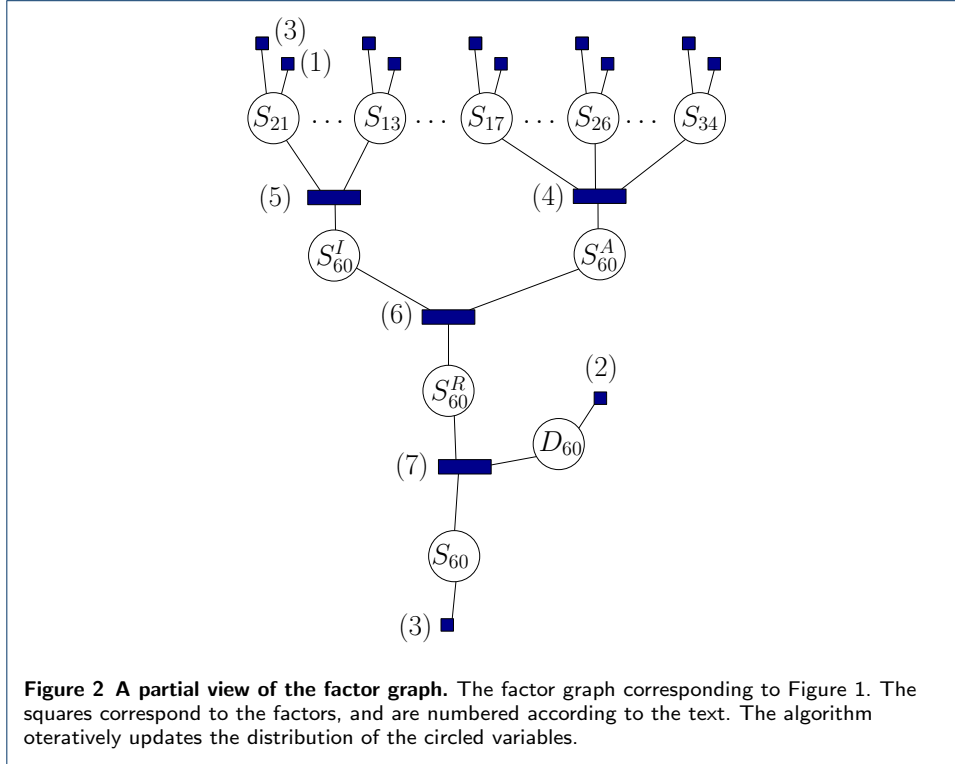 (3)
(1)
S21 ... S13 ... S17 ... S26 ... S34
(5)
(4)
S^I_60
S^A_60
(6)
(2)
S^R_60
D60
(7)
S60
(3)
Figure 2 A partial view of the factor graph. The factor graph corresponding to Figure 1. The
squares correspond to the factors, and are numbered according to the text. The algorithm
oteratively updates the distribution of the circled variables.